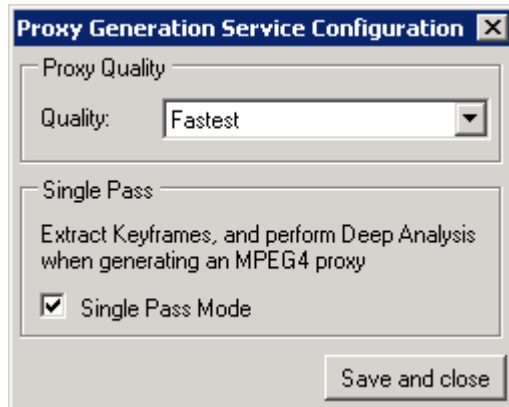 Proxy Generation Service Configuration
Proxy Quality
Quality: Fastest
Single Pass
Extract Keyframes, and perform Deep Analysis
when generating an MPEG4 proxy
Single Pass Mode
Save and close